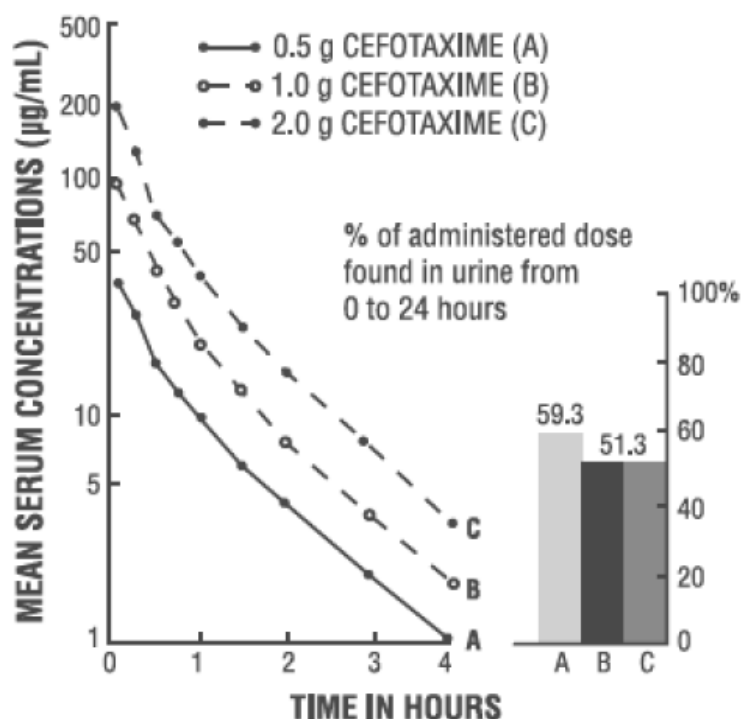 MEAN SERUM CONCENTRATIONS (µg/mL)
500
200
100
50
10
5
1
0.5 g CEFOTAXIME (A)
1.0 g CEFOTAXIME (B)
2.0 g CEFOTAXIME (C)
C
B
A
0 1 2 3 4
TIME IN HOURS
% of administered dose
found in urine from
0 to 24 hours
100%
80
60
40
20
0
59.3
51.3
A B C